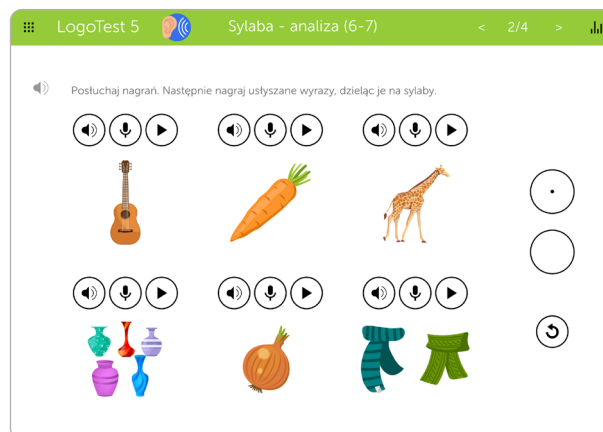 LogoTest 5
Sylaba - analiza (6-7)
< 2/4 >
Posłuchaj nagrań. Następnie nagraj usłyszane wyrazy, dzieląc je na sylaby.